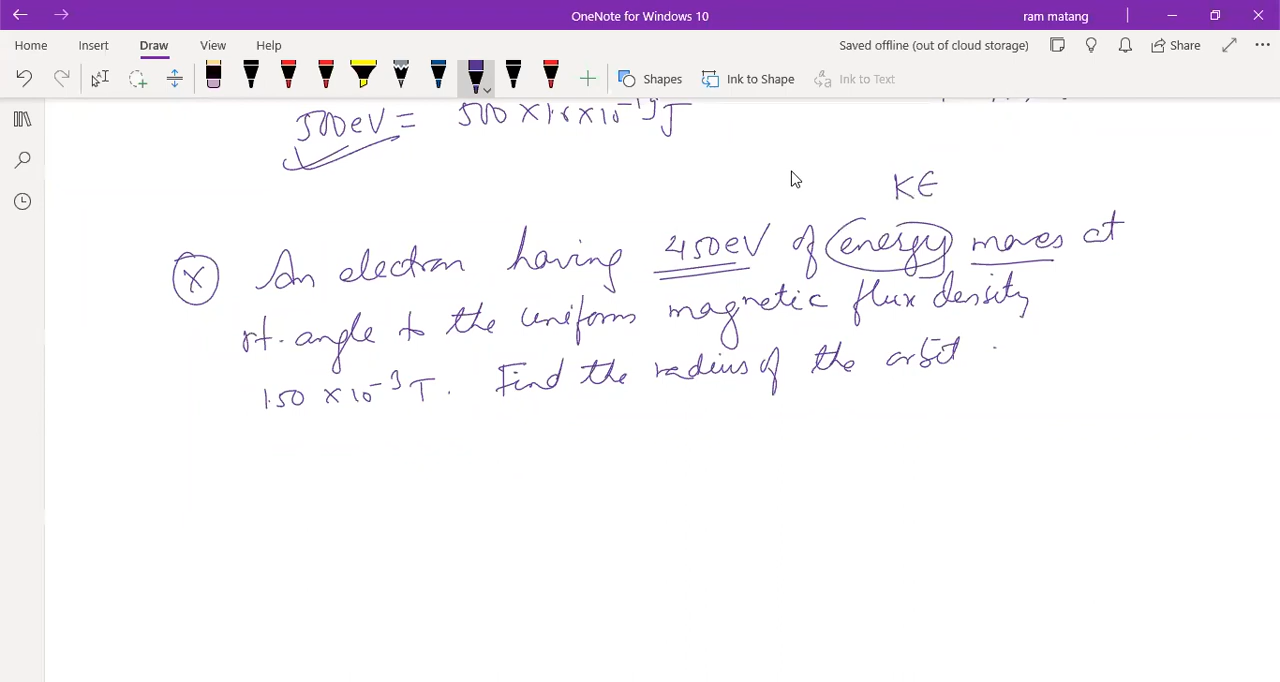 OneNote for Windows 10
ram matang
Home Insert Draw View Help
Saved offline (out of cloud storage)
Share
Shapes
Ink to Shape
Ink to Text
500eV = 500 × 1.6 × 10⁻¹⁹ J
KE
X An electron having 450eV of energy moves at
rt. angle to the uniform magnetic flux density
1.50 × 10⁻³ T. Find the radius of the orbit.